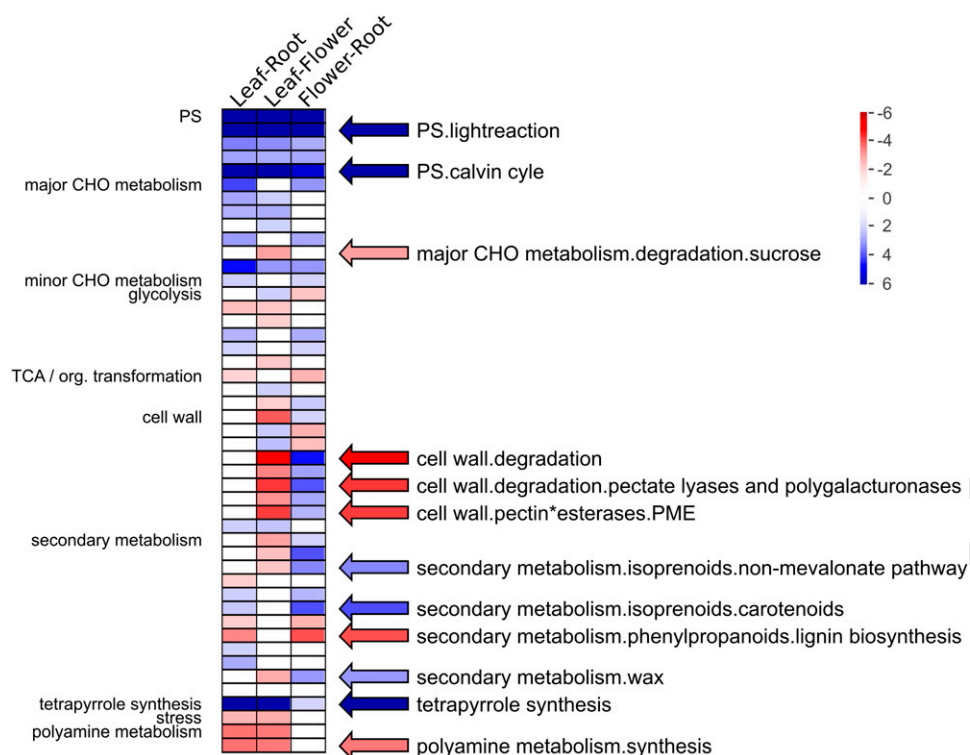 Leaf-Root
Leaf-Flower
Flower-Root
PS
PS.lightreaction
PS.calvin cyle
major CHO metabolism
major CHO metabolism.degradation.sucrose
minor CHO metabolism
glycolysis
TCA / org. transformation
cell wall
cell wall.degradation
cell wall.degradation.pectate lyases and polygalacturonases
cell wall.pectin*esterases.PME
secondary metabolism
secondary metabolism.isoprenoids.non-mevalonate pathway
secondary metabolism.isoprenoids.carotenoids
secondary metabolism.phenylpropanoids.lignin biosynthesis
secondary metabolism.wax
tetrapyrrole synthesis
tetrapyrrole synthesis
stress
polyamine metabolism
polyamine metabolism.synthesis
-6
-4
-2
0
2
4
6